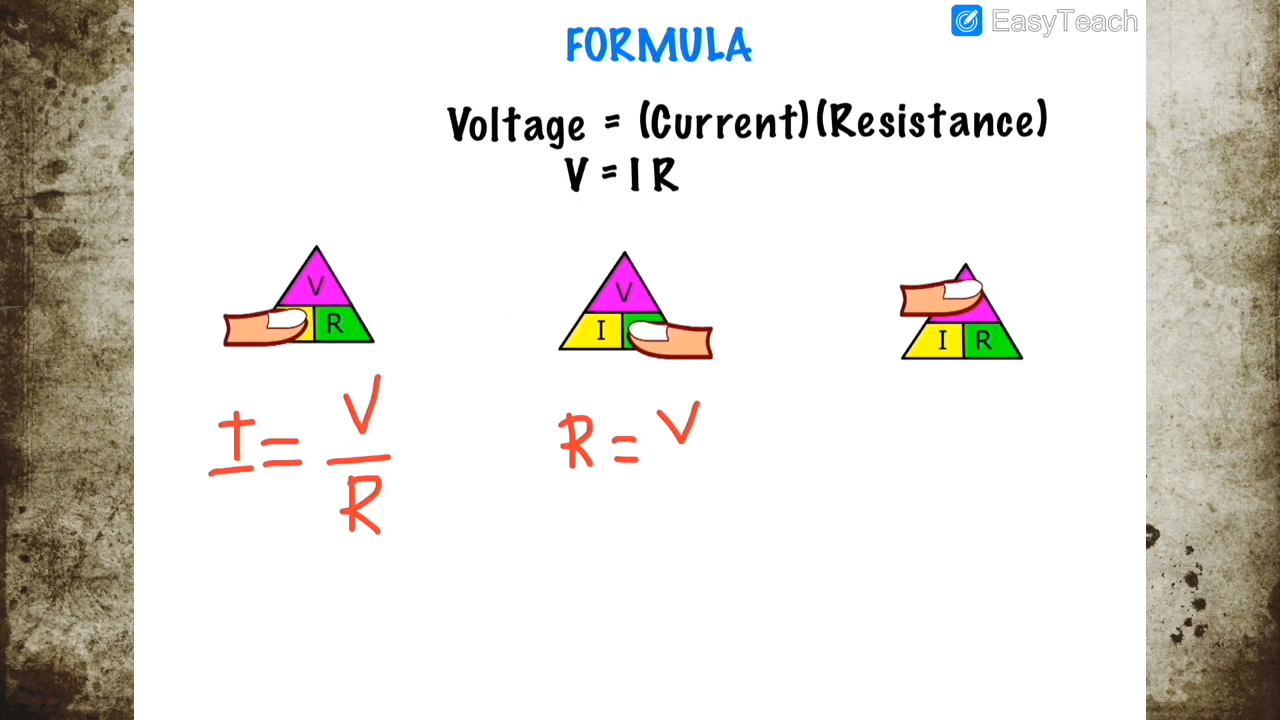 EasyTeach
FORMULA
Voltage = (Current)(Resistance)
V = I R
V
R
V
I
I R
I = V
R
R = V